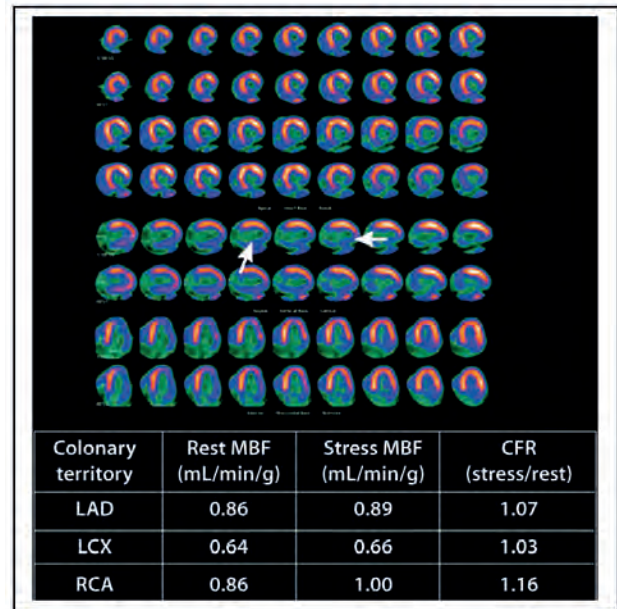 Colonary territory
Rest MBF (mL/min/g)
Stress MBF (mL/min/g)
CFR (stress/rest)
LAD 0.86 0.89 1.07
LCX 0.64 0.66 1.03
RCA 0.86 1.00 1.16